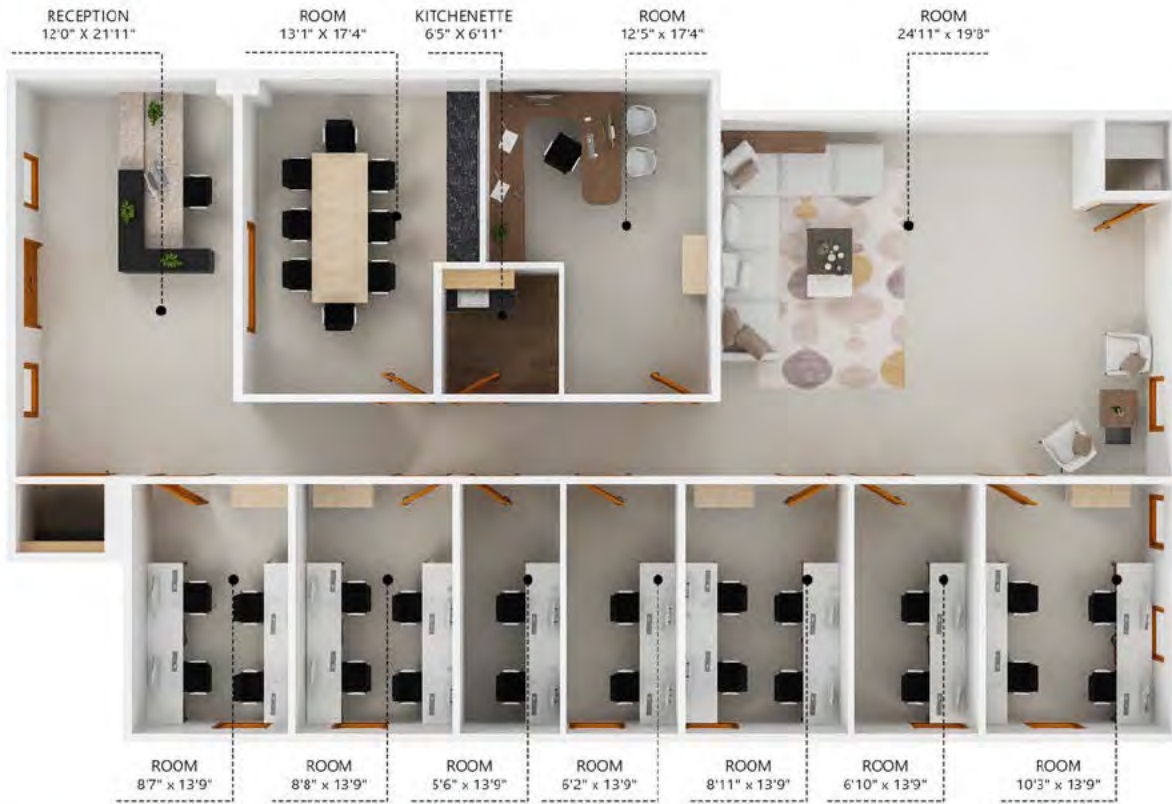 RECEPTION
12'0" X 21'11"
ROOM
13'1" X 17'4"
KITCHENETTE
6'5" X 6'11"
ROOM
12'5" x 17'4"
ROOM
24'11" x 19'8"
ROOM
8'7" x 13'9"
ROOM
8'8" x 13'9"
ROOM
5'6" x 13'9"
ROOM
6'2" x 13'9"
ROOM
8'11" x 13'9"
ROOM
6'10" x 13'9"
ROOM
10'3" x 13'9"